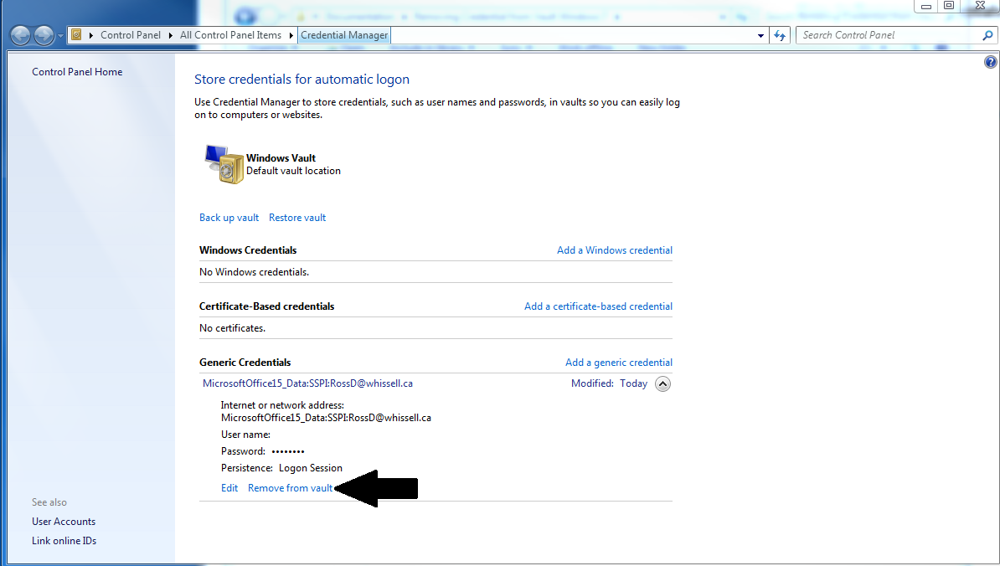 Control Panel ▸ All Control Panel Items ▸ Credential Manager
Search Control Panel
Control Panel Home
Store credentials for automatic logon
Use Credential Manager to store credentials, such as user names and passwords, in vaults so you can easily log
on to computers or websites.
Windows Vault
Default vault location
Back up vault Restore vault
Windows Credentials Add a Windows credential
No Windows credentials.
Certificate-Based credentials Add a certificate-based credential
No certificates.
Generic Credentials Add a generic credential
MicrosoftOffice15_Data:SSPI:RossD@whissell.ca Modified: Today
Internet or network address:
MicrosoftOffice15_Data:SSPI:RossD@whissell.ca
User name:
Password: ••••••••
Persistence: Logon Session
Edit Remove from vault
See also
User Accounts
Link online IDs